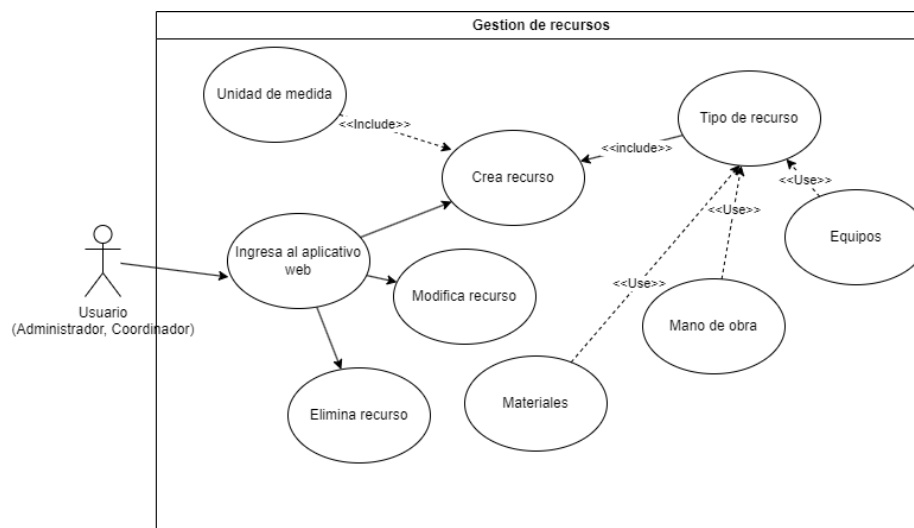 Gestion de recursos
Unidad de medida
<<Include>>
Tipo de recurso
<<include>>
Crea recurso
<<Use>>
<<Use>>
Equipos
Ingresa al aplicativo
web
<<Use>>
Modifica recurso
Usuario
(Administrador, Coordinador)
Mano de obra
Materiales
Elimina recurso